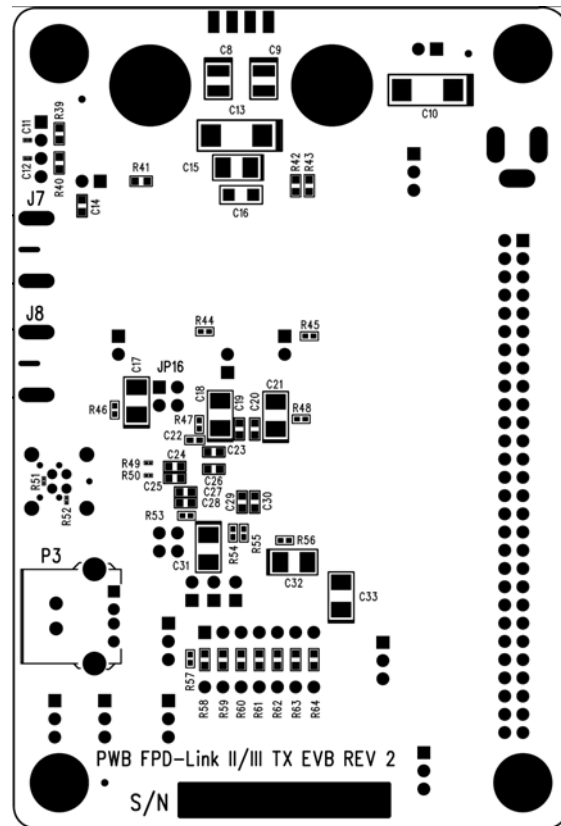 C8 C9
C10
C13
C11 R39
C12 R40
C15
R41
R42 R43
C16
C14
J7
J8
R44
R45
C17
JP16
C18
C21
R46
R47
C19 C20
R48
C22
C23
R49
C24
R50
C25
C26
R51
R52
C27
C28
C29 C30
R53
R54 R55
R56
C31
C32
C33
P3
R57
R58 R59 R60 R61 R62 R63 R64
PWB FPD-Link II/III TX EVB REV 2
S/N